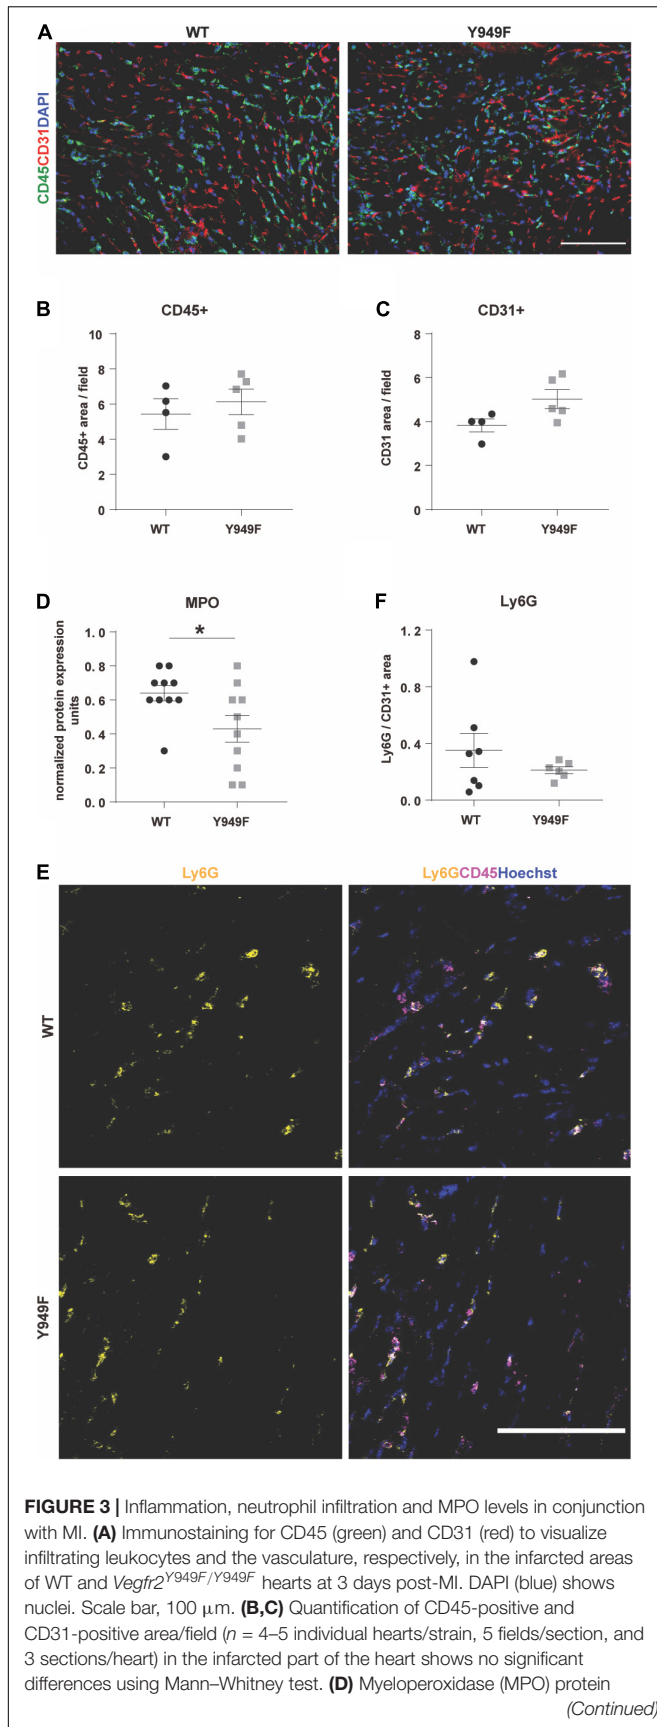 A
WT
Y949F
CD45CD31DAPI
B
CD45+
CD45+ area / field
10
8
6
4
2
0
WT
Y949F
C
CD31+
CD31 area / field
8
6
4
2
0
WT
Y949F
D
MPO
normalized protein expression
units
1.0
0.8
0.6
0.4
0.2
0.0
*
WT
Y949F
F
Ly6G
Ly6G / CD31+ area
1.2
0.8
0.4
0.0
WT
Y949F
E
Ly6G
Ly6GCD45Hoechst
WT
Y949F
FIGURE 3 | Inflammation, neutrophil infiltration and MPO levels in conjunction
with MI. (A) Immunostaining for CD45 (green) and CD31 (red) to visualize
infiltrating leukocytes and the vasculature, respectively, in the infarcted areas
of WT and Vegfr2Y949F/Y949F hearts at 3 days post-MI. DAPI (blue) shows
nuclei. Scale bar, 100 μm. (B,C) Quantification of CD45-positive and
CD31-positive area/field (n = 4–5 individual hearts/strain, 5 fields/section, and
3 sections/heart) in the infarcted part of the heart shows no significant
differences using Mann–Whitney test. (D) Myeloperoxidase (MPO) protein
(Continued)